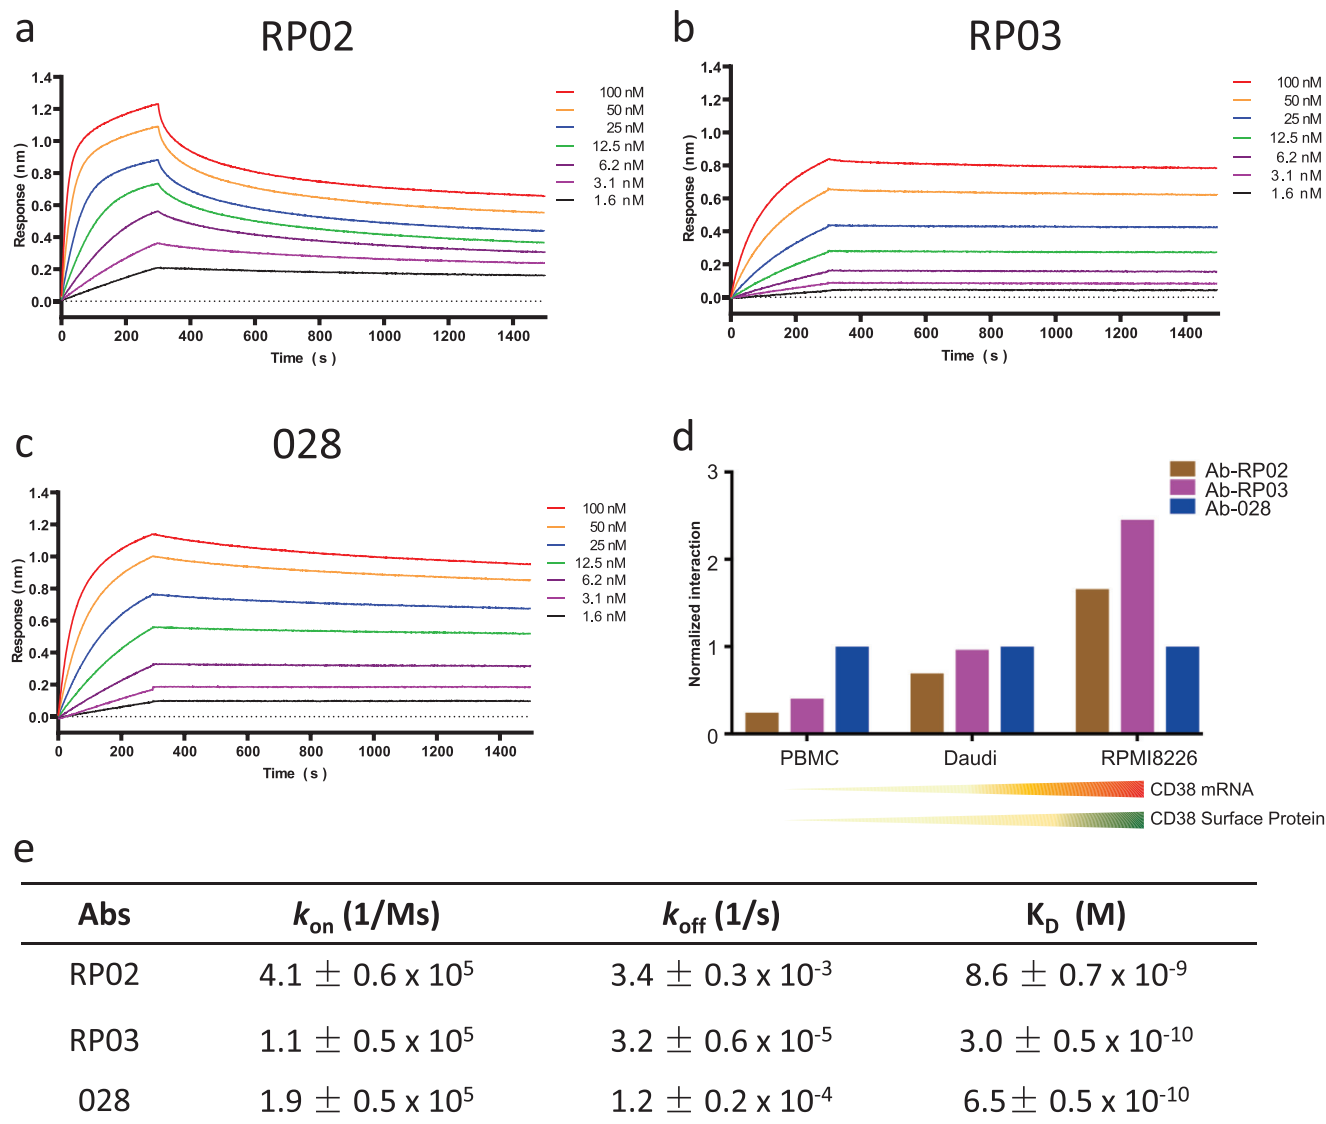 a
RP02
1.4
1.2
1.0
0.8
0.6
0.4
0.2
0.0
Response (nm)
0 200 400 600 800 1000 1200 1400
Time (s)
100 nM
50 nM
25 nM
12.5 nM
6.2 nM
3.1 nM
1.6 nM
b
RP03
1.4
1.2
1.0
0.8
0.6
0.4
0.2
0.0
Response (nm)
0 200 400 600 800 1000 1200 1400
Time (s)
100 nM
50 nM
25 nM
12.5 nM
6.2 nM
3.1 nM
1.6 nM
c
028
1.4
1.2
1.0
0.8
0.6
0.4
0.2
0.0
Response (nm)
0 200 400 600 800 1000 1200 1400
Time (s)
100 nM
50 nM
25 nM
12.5 nM
6.2 nM
3.1 nM
1.6 nM
d
3
2
1
0
Normalized interaction
Ab-RP02
Ab-RP03
Ab-028
PBMC Daudi RPMI8226
CD38 mRNA
CD38 Surface Protein
e
Abs k_on (1/Ms) k_off (1/s) K_D (M)
RP02 4.1 ± 0.6 x 10⁵ 3.4 ± 0.3 x 10⁻³ 8.6 ± 0.7 x 10⁻⁹
RP03 1.1 ± 0.5 x 10⁵ 3.2 ± 0.6 x 10⁻⁵ 3.0 ± 0.5 x 10⁻¹⁰
028 1.9 ± 0.5 x 10⁵ 1.2 ± 0.2 x 10⁻⁴ 6.5 ± 0.5 x 10⁻¹⁰